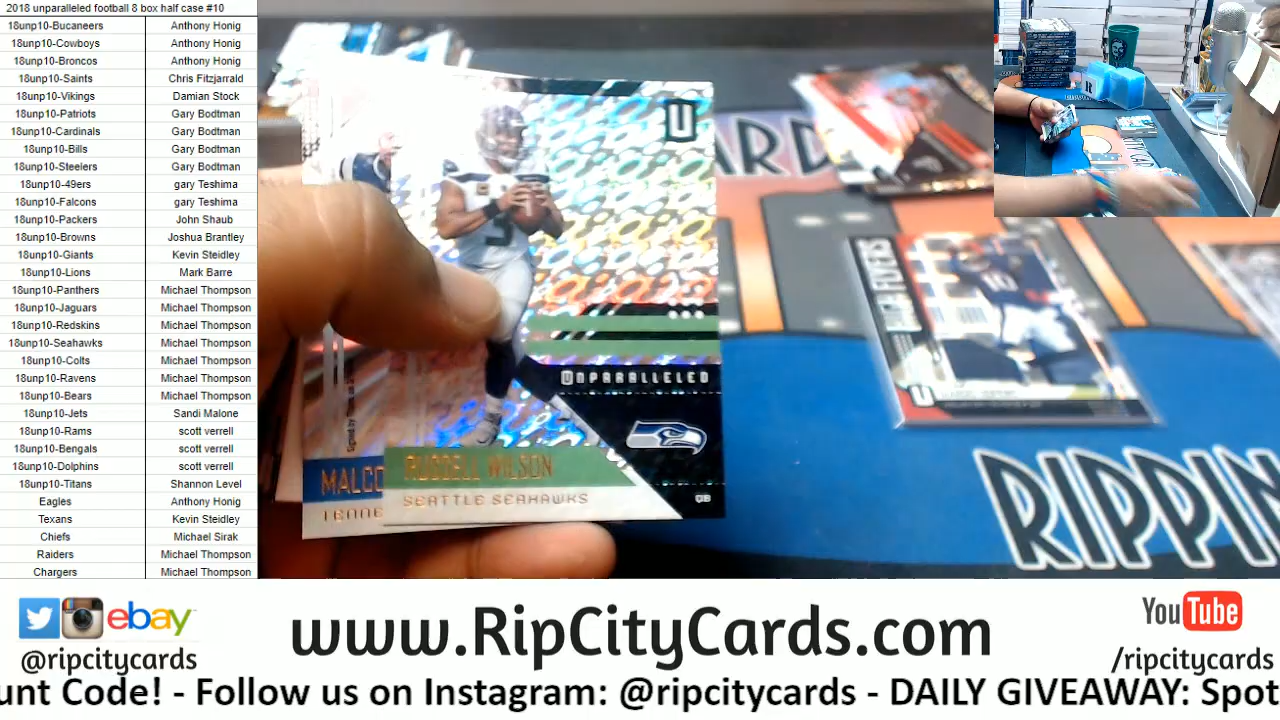 2018 unparalleled football 8 box half case #10
18unp10-Bucaneers Anthony Honig
18unp10-Cowboys Anthony Honig
18unp10-Broncos Anthony Honig
18unp10-Saints Chris Fitzjarrald
18unp10-Vikings Damian Stock
18unp10-Patriots Gary Bodtman
18unp10-Cardinals Gary Bodtman
18unp10-Bills Gary Bodtman
18unp10-Steelers Gary Bodtman
18unp10-49ers gary Teshima
18unp10-Falcons gary Teshima
18unp10-Packers John Shaub
18unp10-Browns Joshua Brantley
18unp10-Giants Kevin Steidley
18unp10-Lions Mark Barre
18unp10-Panthers Michael Thompson
18unp10-Jaguars Michael Thompson
18unp10-Redskins Michael Thompson
18unp10-Seahawks Michael Thompson
18unp10-Colts Michael Thompson
18unp10-Ravens Michael Thompson
18unp10-Bears Michael Thompson
18unp10-Jets Sandi Malone
18unp10-Rams scott verrell
18unp10-Bengals scott verrell
18unp10-Dolphins scott verrell
18unp10-Titans Shannon Level
Eagles Anthony Honig
Texans Kevin Steidley
Chiefs Michael Sirak
Raiders Michael Thompson
Chargers Michael Thompson
U
UNPARALLELED
RUSSELL WILSON
SEATTLE SEAHAWKS
QB
MALCO
TENNE
ARD
FLYERS
RIPPIN
ebay
@ripcitycards
www.RipCityCards.com
YouTube
/ripcitycards
unt Code! - Follow us on Instagram: @ripcitycards - DAILY GIVEAWAY: Spot